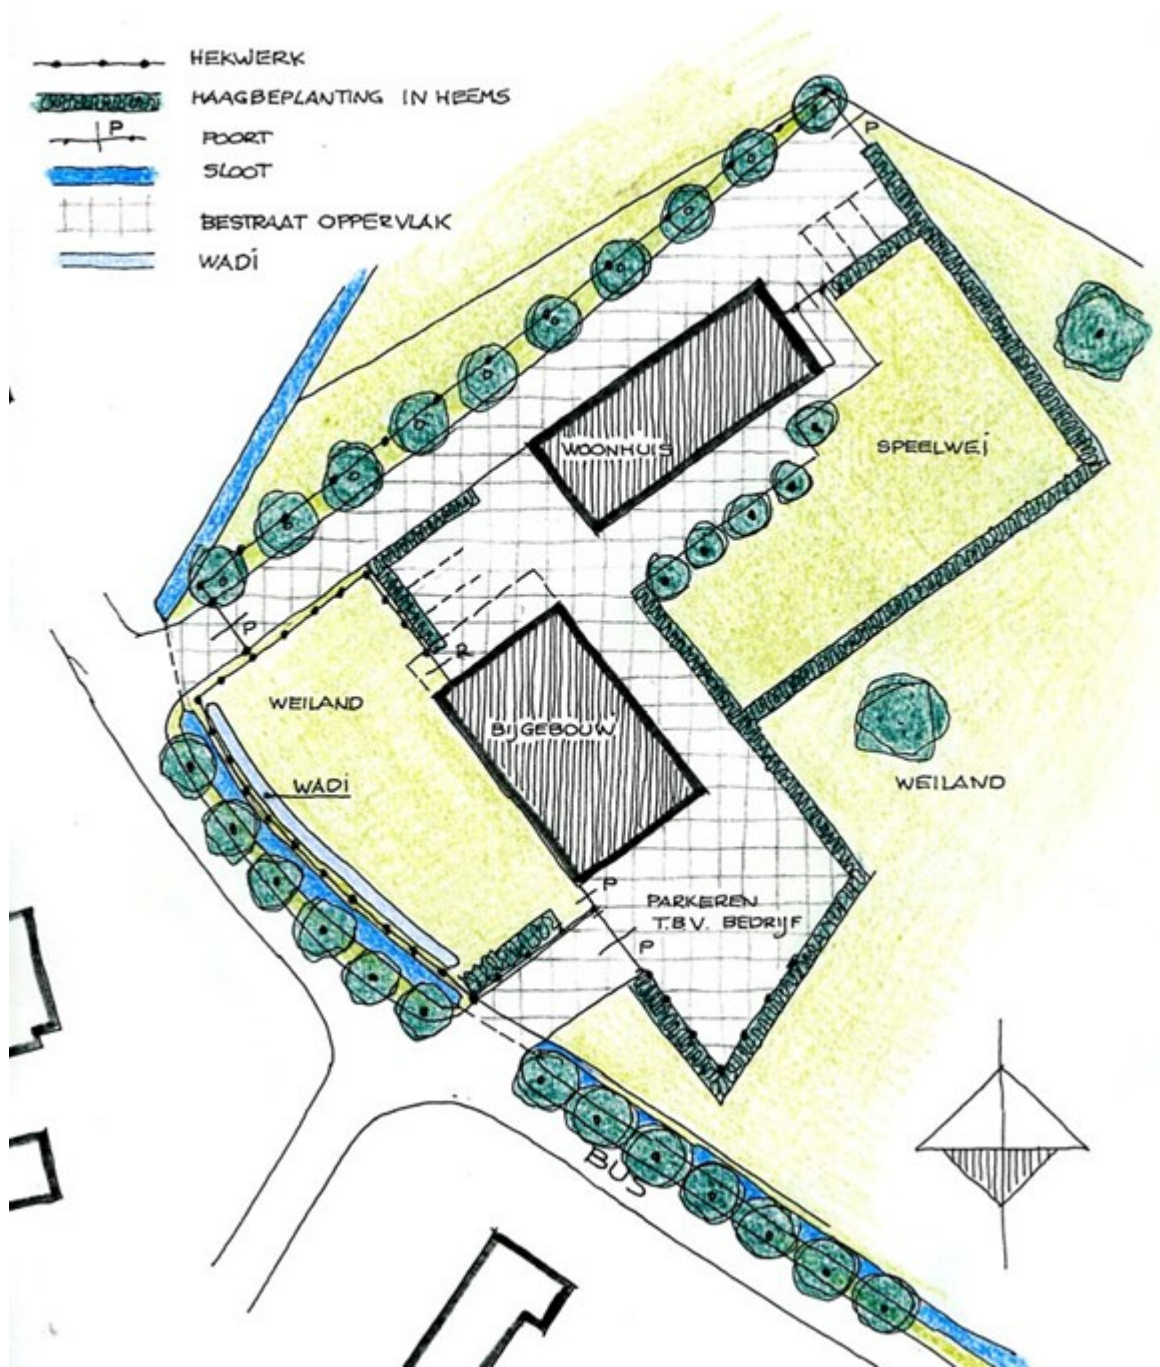 HEKWERK
HAAGBEPLANTING IN HEEMS
P
POORT
SLOOT
BESTRAAT OPPERVLAK
WADI
P
WOONHUIS
SPEELWEI
P
R
WEILAND
BIJGEBOUW
WADI
WEILAND
P
PARKEREN
T.B.V. BEDRIJF
P
BUS